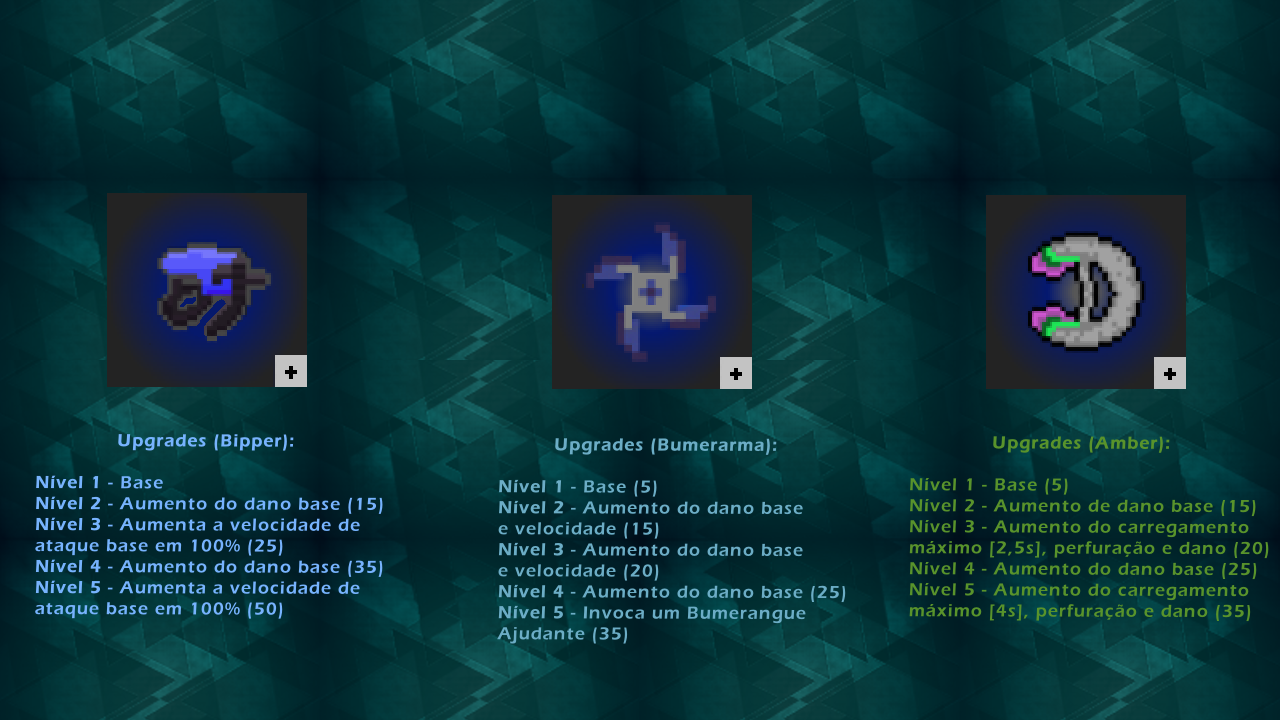 Upgrades (Bipper):
Nível 1 - Base
Nível 2 - Aumento do dano base (15)
Nível 3 - Aumenta a velocidade de
ataque base em 100% (25)
Nível 4 - Aumento do dano base (35)
Nível 5 - Aumenta a velocidade de
ataque base em 100% (50)
Upgrades (Bumerarma):
Nível 1 - Base (5)
Nível 2 - Aumento do dano base
e velocidade (15)
Nível 3 - Aumento do dano base
e velocidade (20)
Nível 4 - Aumento do dano base (25)
Nível 5 - Invoca um Bumerangue
Ajudante (35)
Upgrades (Amber):
Nível 1 - Base (5)
Nível 2 - Aumento de dano base (15)
Nível 3 - Aumento do carregamento
máximo [2,5s], perfuração e dano (20)
Nível 4 - Aumento do dano base (25)
Nível 5 - Aumento do carregamento
máximo [4s], perfuração e dano (35)